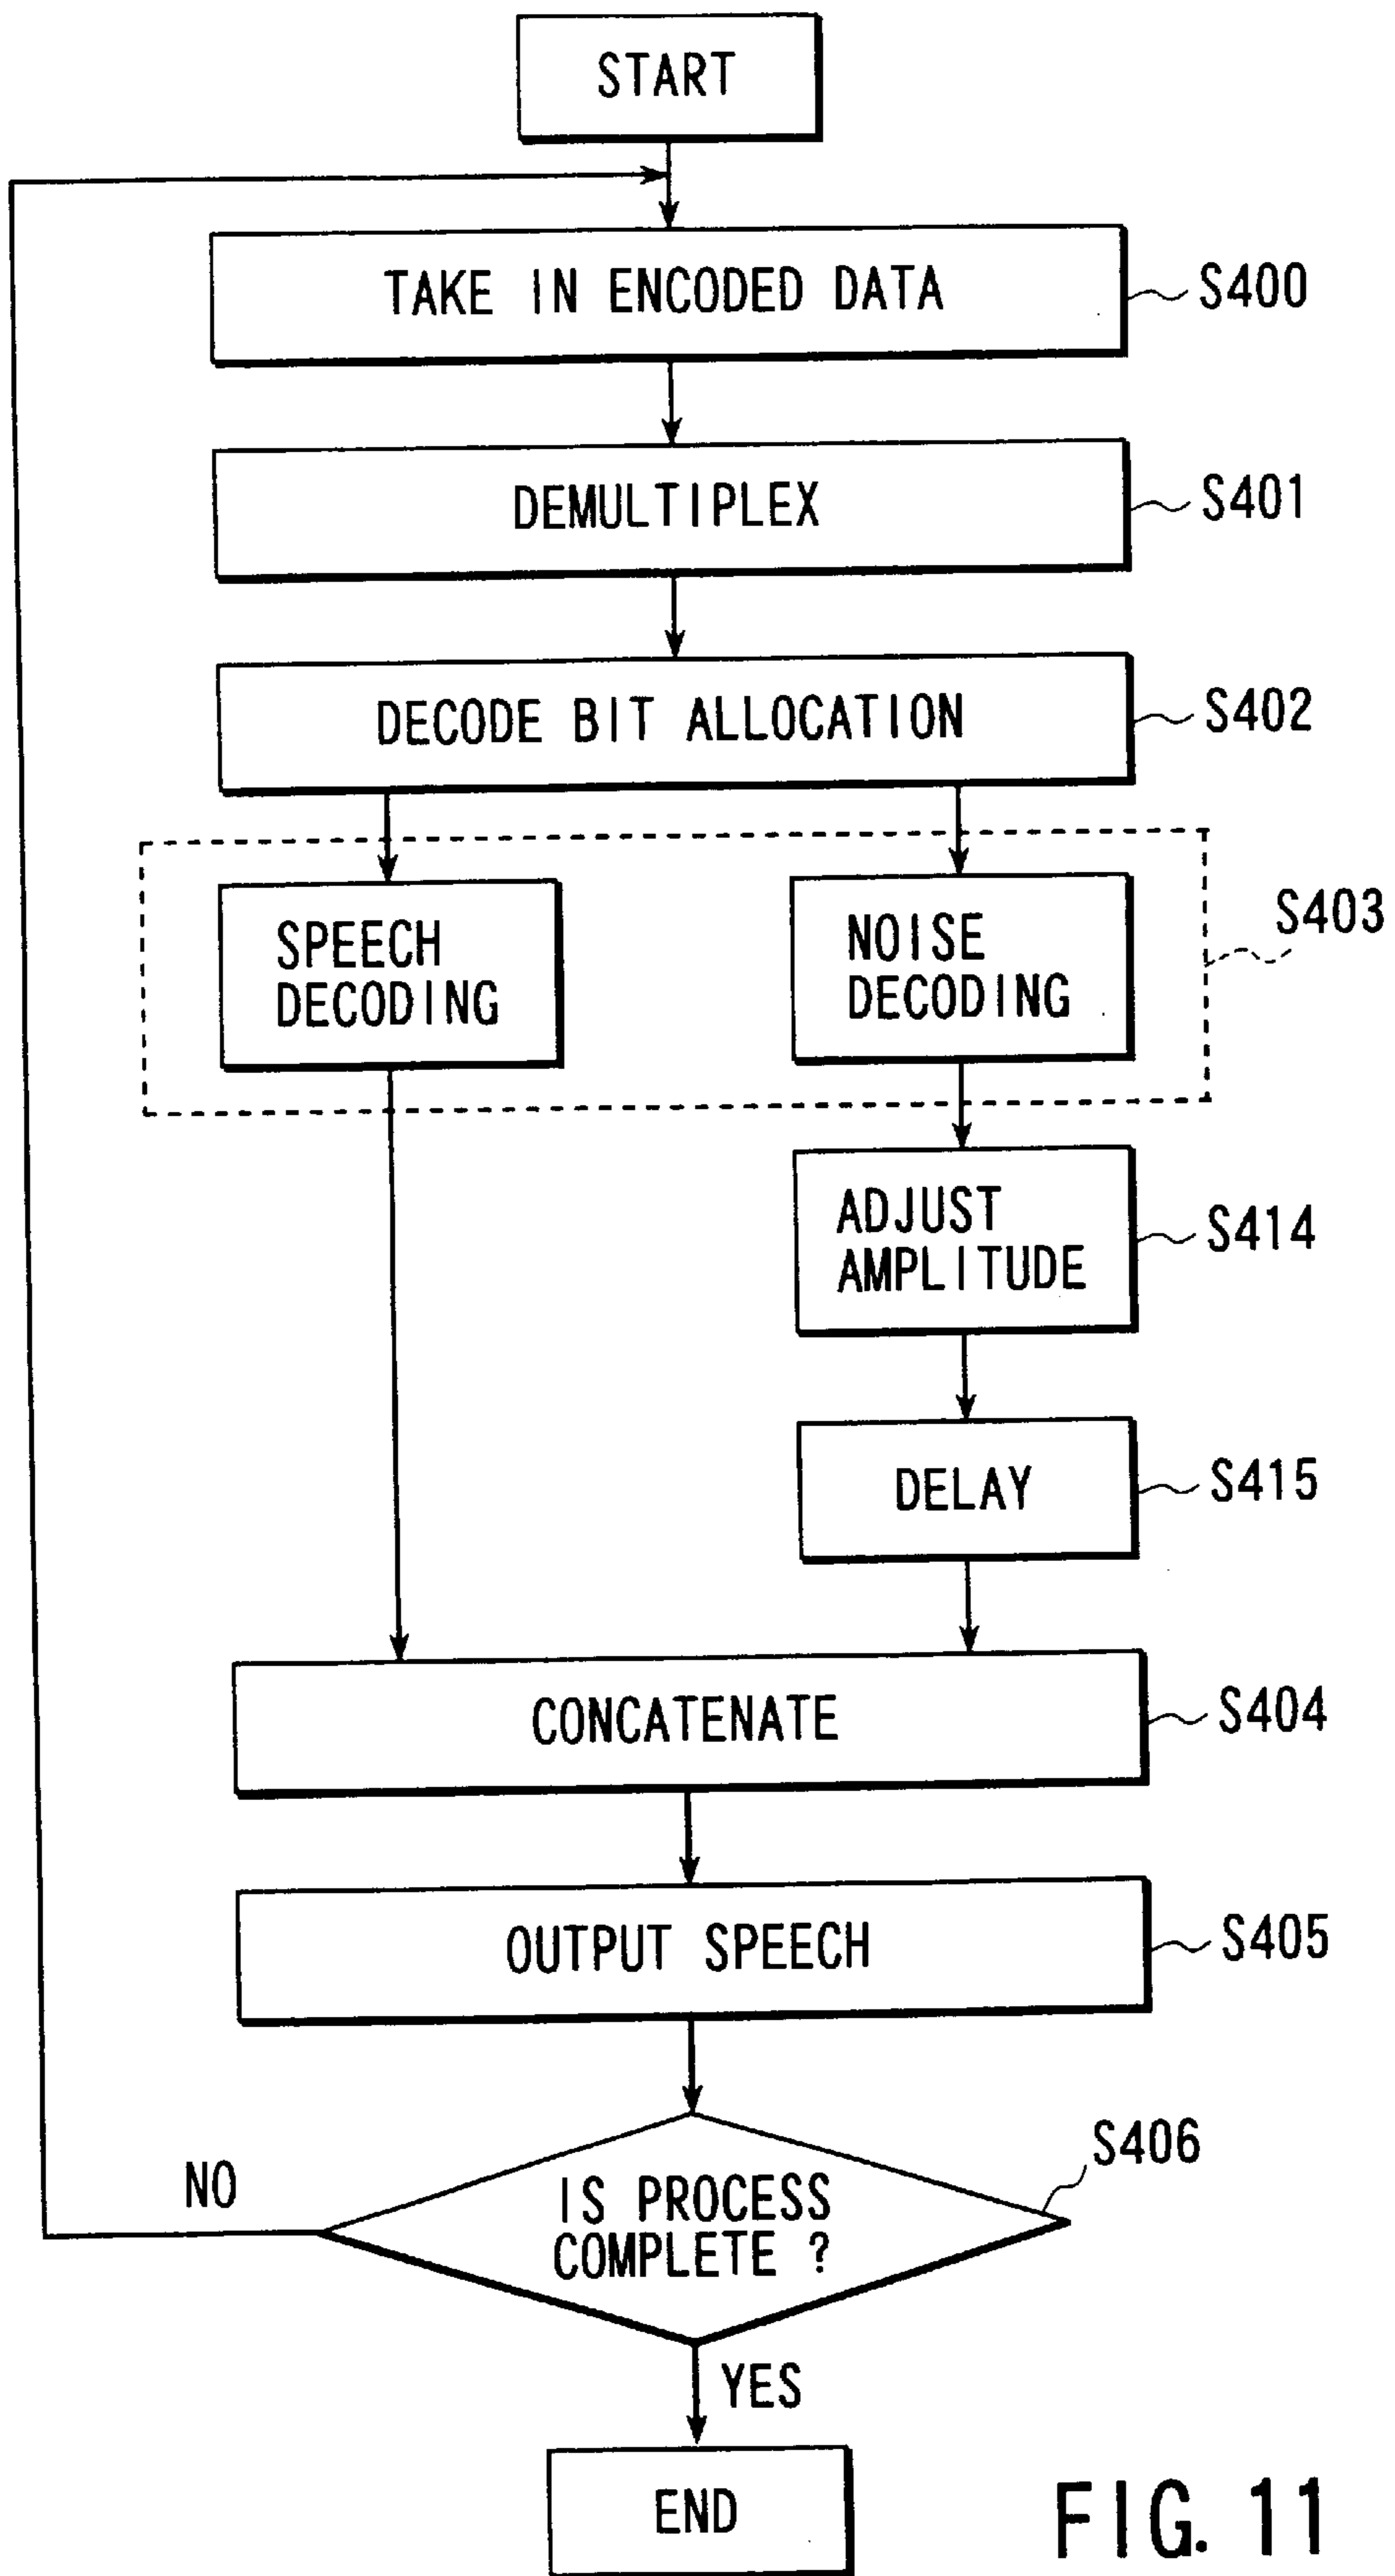 START
TAKE IN ENCODED DATA
S400
DEMULTIPLEX
S401
DECODE BIT ALLOCATION
S402
SPEECH
DECODING
NOISE
DECODING
S403
ADJUST
AMPLITUDE
S414
DELAY
S415
CONCATENATE
S404
OUTPUT SPEECH
S405
IS PROCESS
COMPLETE ?
S406
NO
YES
END
FIG. 11